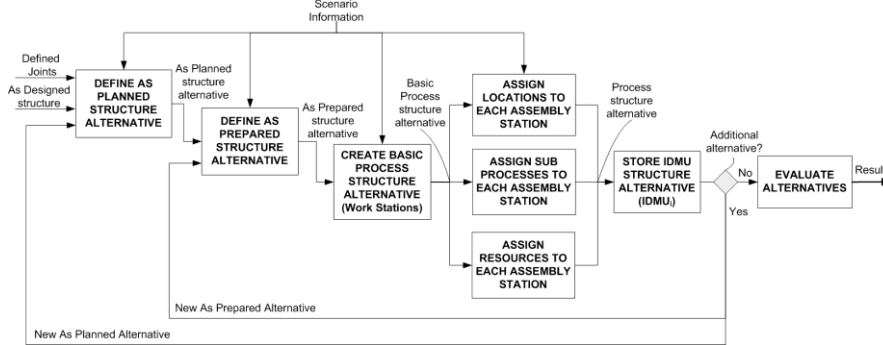 Scenario
Information
Defined
Joints
As Designed
structure
DEFINE AS
PLANNED
STRUCTURE
ALTERNATIVE
As Planned
structure
alternative
DEFINE AS
PREPARED
STRUCTURE
ALTERNATIVE
As Prepared
structure
alternative
CREATE BASIC
PROCESS
STRUCTURE
ALTERNATIVE
(Work Stations)
Basic
Process
structure
alternative
ASSIGN
LOCATIONS TO
EACH ASSEMBLY
STATION
ASSIGN SUB
PROCESSES TO
EACH ASSEMBLY
STATION
ASSIGN
RESOURCES TO
EACH ASSEMBLY
STATION
Process
structure
alternative
STORE IDMU
STRUCTURE
ALTERNATIVE
(IDMUi)
Additional
alternative?
No
Yes
EVALUATE
ALTERNATIVES
Resul
New As Prepared Alternative
New As Planned Alternative